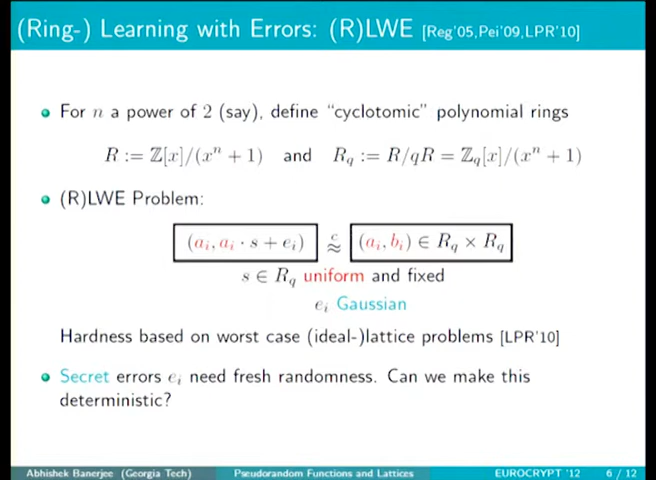 (Ring-) Learning with Errors: (R)LWE [Reg'05,Pei'09,LPR'10]
For n a power of 2 (say), define "cyclotomic" polynomial rings
R := ℤ[x]/(xⁿ + 1) and R_q := R/qR = ℤ_q[x]/(xⁿ + 1)
(R)LWE Problem:
(a_i, a_i · s + e_i) ≈^c (a_i, b_i) ∈ R_q × R_q
s ∈ R_q uniform and fixed
e_i Gaussian
Hardness based on worst case (ideal-)lattice problems [LPR'10]
Secret errors e_i need fresh randomness. Can we make this
deterministic?
Abhishek Banerjee (Georgia Tech) Pseudorandom Functions and Lattices EUROCRYPT '12 6 / 12